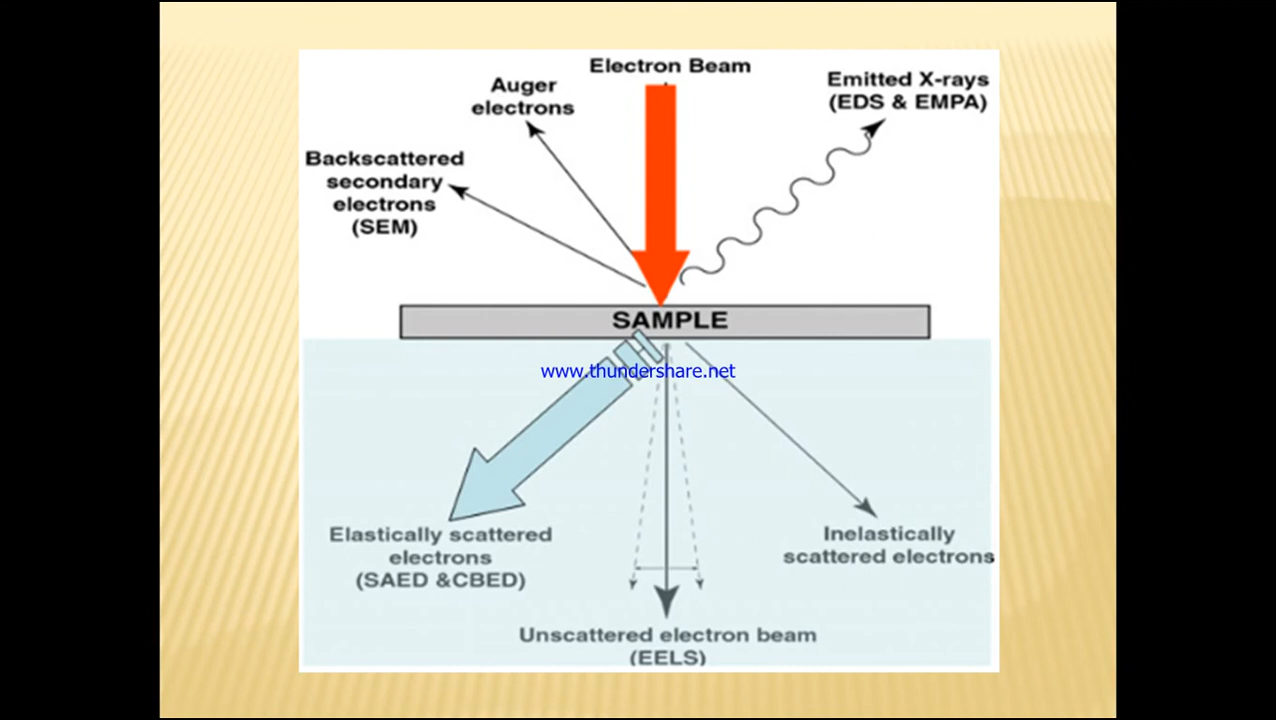 Electron Beam
Auger
electrons
Emitted X-rays
(EDS & EMPA)
Backscattered
secondary
electrons
(SEM)
SAMPLE
www.thundershare.net
Elastically scattered
electrons
(SAED &CBED)
Inelastically
scattered electrons
Unscattered electron beam
(EELS)